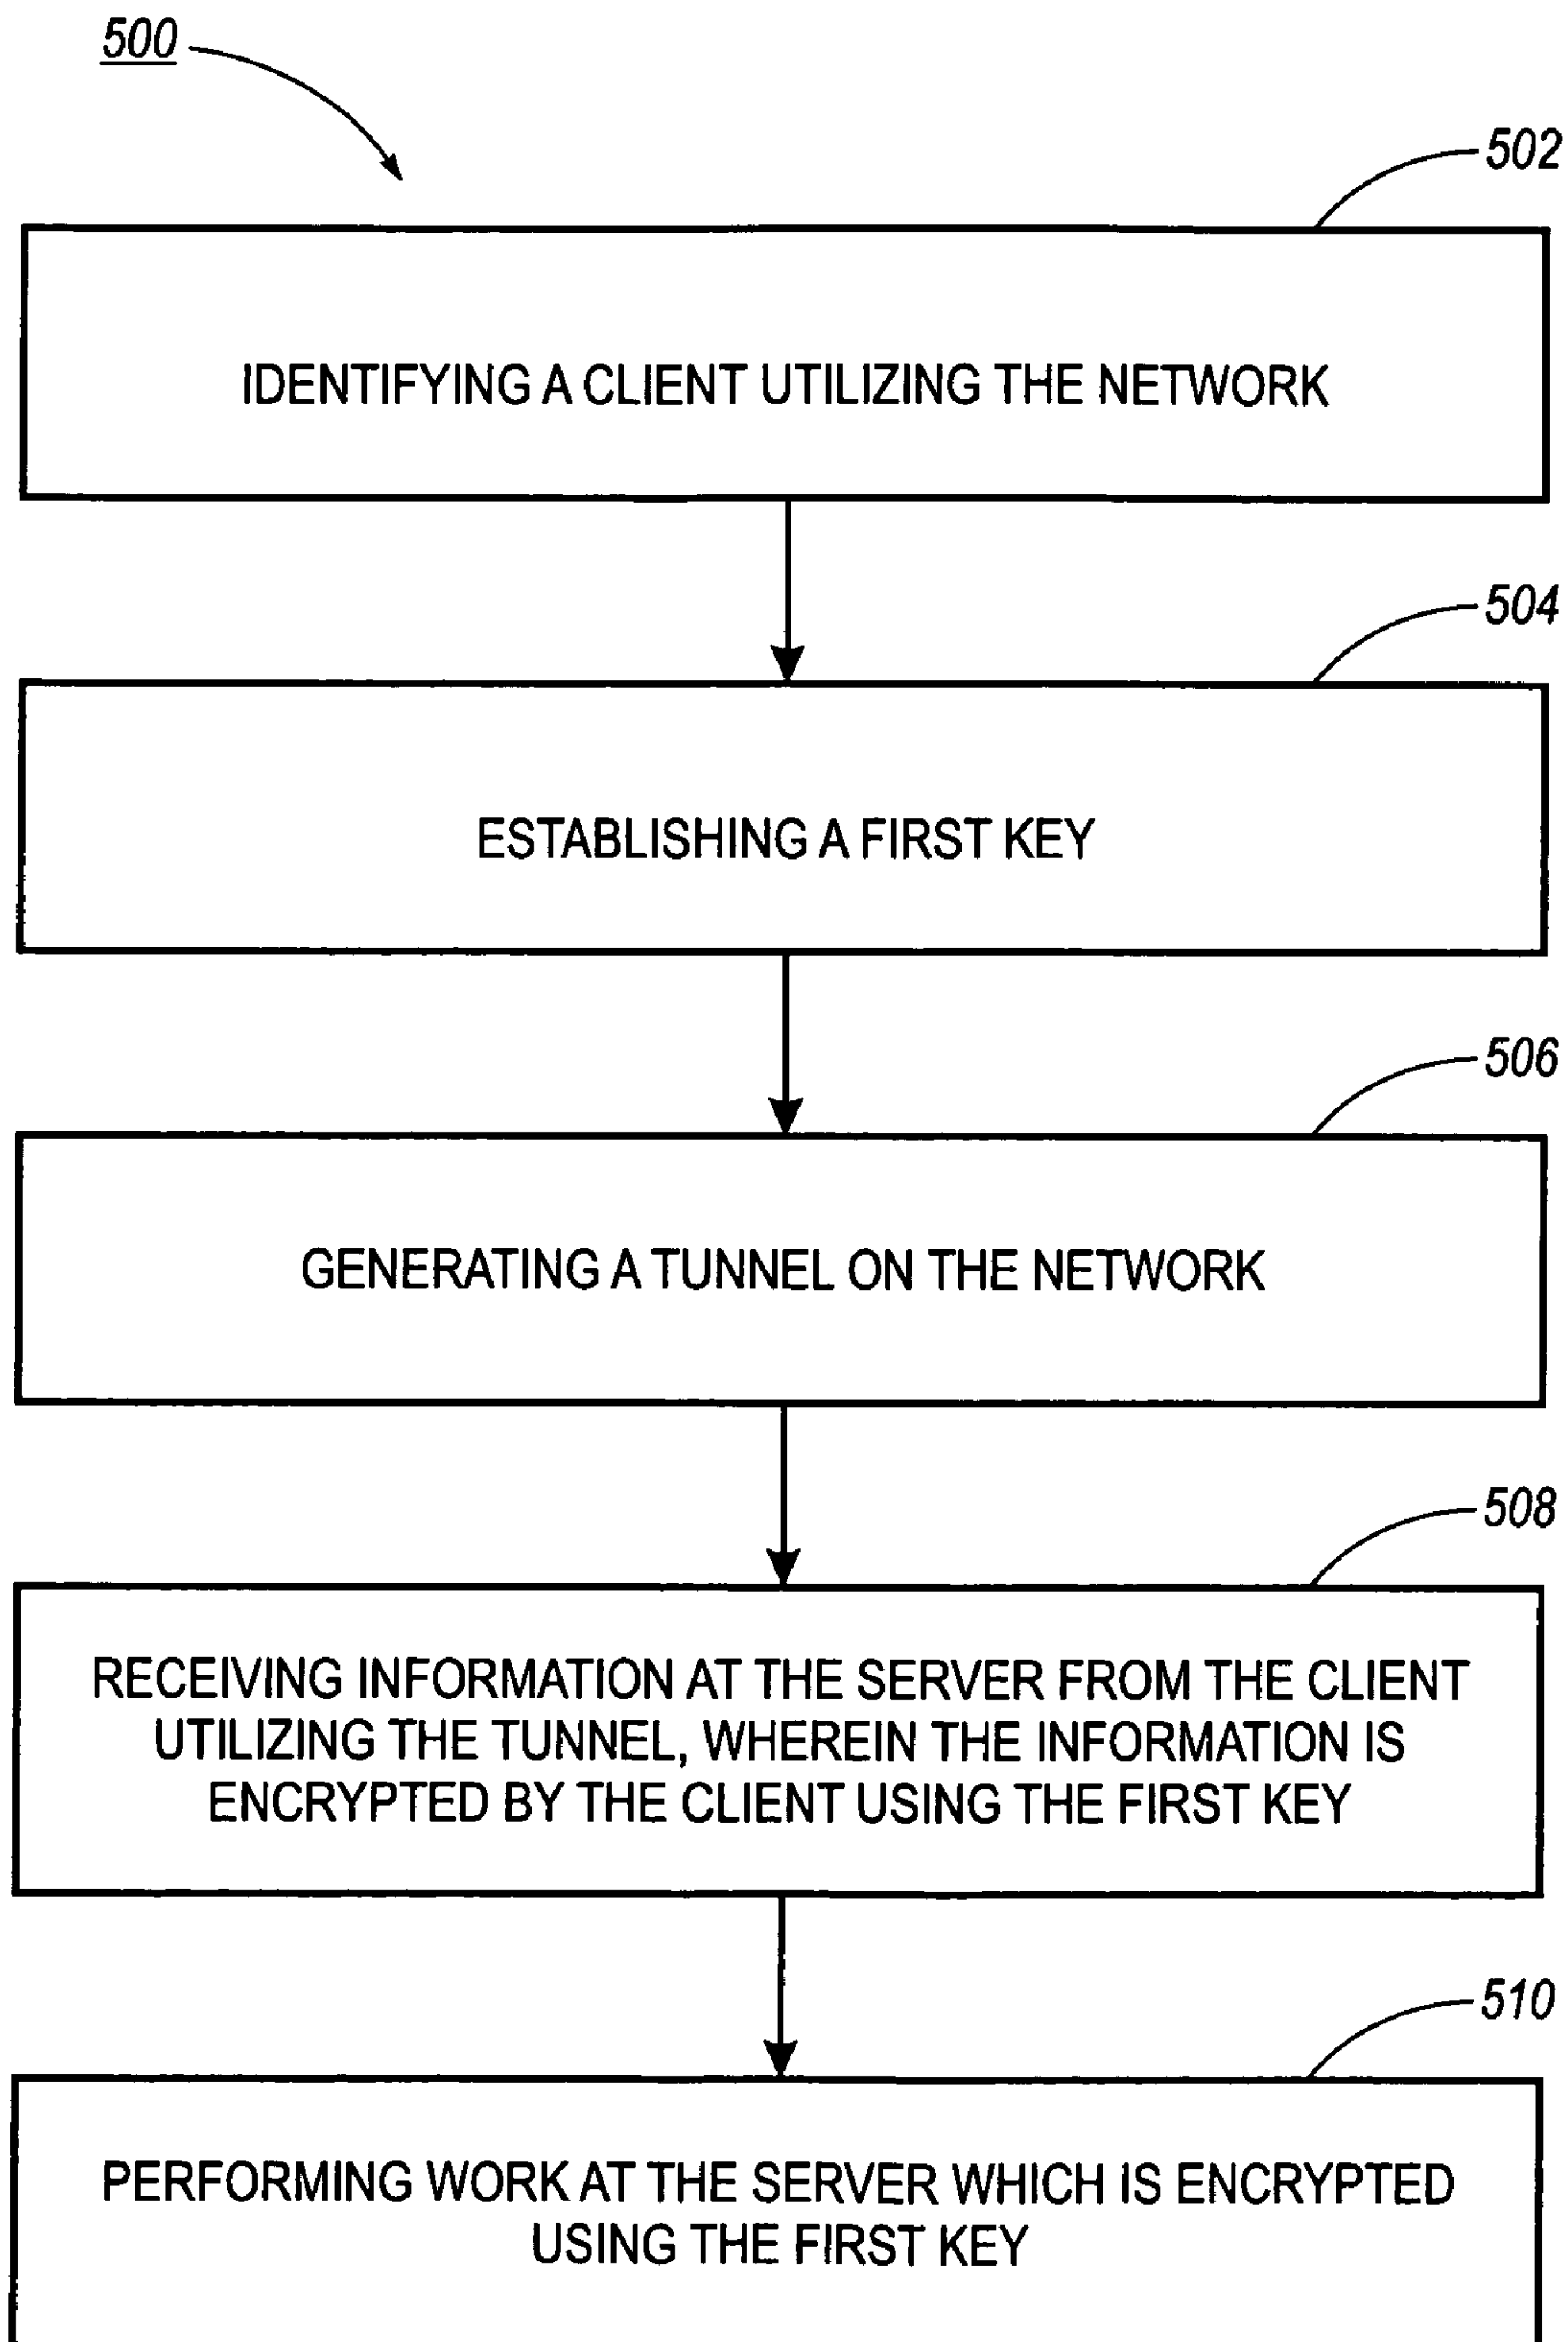 500
502
IDENTIFYING A CLIENT UTILIZING THE NETWORK
504
ESTABLISHING A FIRST KEY
506
GENERATING A TUNNEL ON THE NETWORK
508
RECEIVING INFORMATION AT THE SERVER FROM THE CLIENT
UTILIZING THE TUNNEL, WHEREIN THE INFORMATION IS
ENCRYPTED BY THE CLIENT USING THE FIRST KEY
510
PERFORMING WORK AT THE SERVER WHICH IS ENCRYPTED
USING THE FIRST KEY